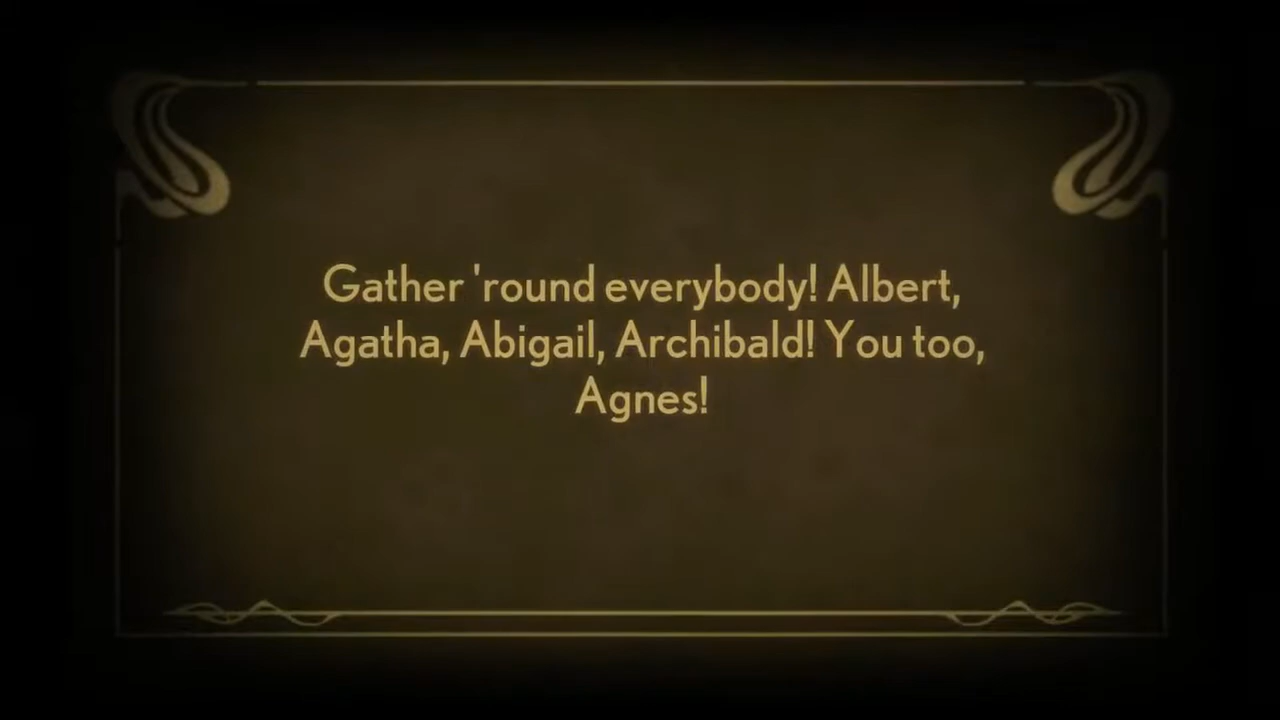 Gather 'round everybody! Albert,
Agatha, Abigail, Archibald! You too,
Agnes!